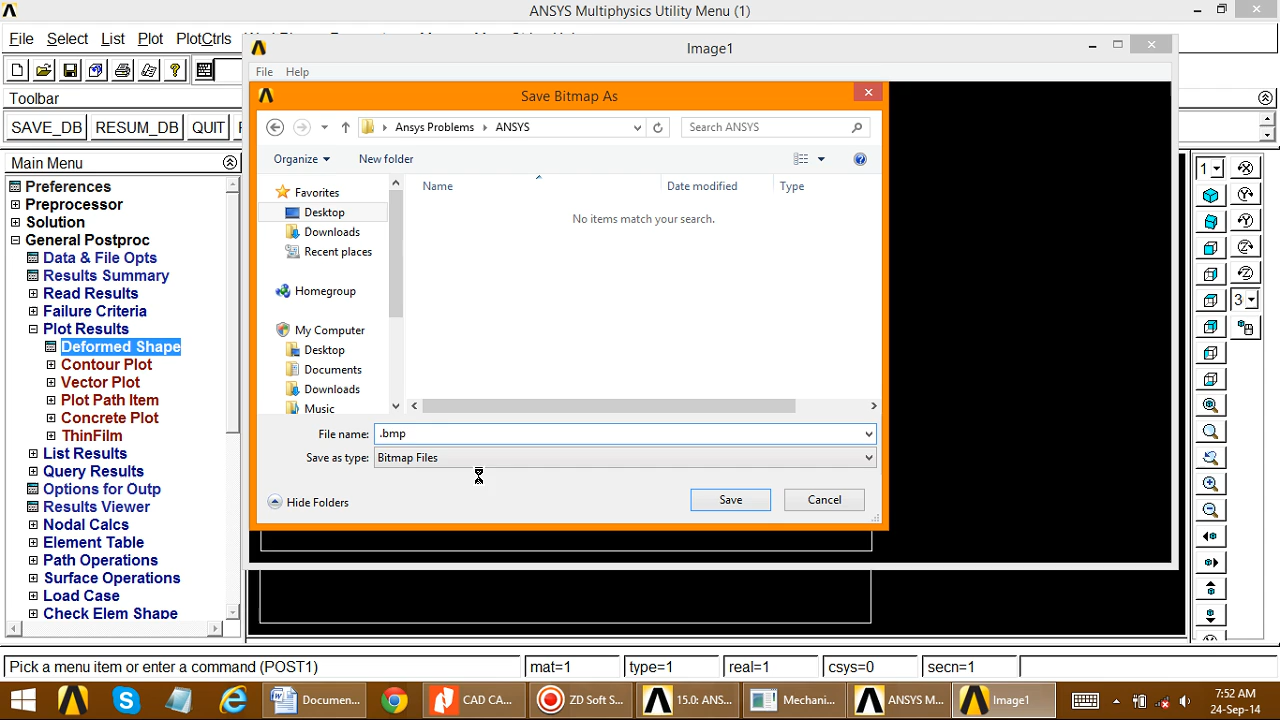 ANSYS Multiphysics Utility Menu (1)
File Select List Plot PlotCtrls
Image1
File Help
Toolbar
SAVE_DB RESUM_DB QUIT
Save Bitmap As
Ansys Problems ANSYS
Search ANSYS
Organize New folder
Main Menu
Preferences
Preprocessor
Solution
General Postproc
Data & File Opts
Results Summary
Read Results
Failure Criteria
Plot Results
Deformed Shape
Contour Plot
Vector Plot
Plot Path Item
Concrete Plot
ThinFilm
List Results
Query Results
Options for Outp
Results Viewer
Nodal Calcs
Element Table
Path Operations
Surface Operations
Load Case
Check Elem Shape
Favorites
Desktop
Downloads
Recent places
Homegroup
My Computer
Desktop
Documents
Downloads
Music
Name Date modified Type
No items match your search.
File name: .bmp
Save as type: Bitmap Files
Hide Folders
Save Cancel
1
3
Pick a menu item or enter a command (POST1)
mat=1 type=1 real=1 csys=0 secn=1
Documen... CAD CA... ZD Soft S... 15.0: ANS... Mechani... ANSYS M... Image1
7:52 AM
24-Sep-14